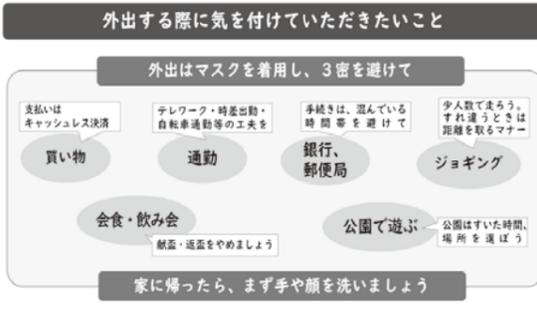 外出する際に気を付けていただきたいこと
外出はマスクを着用し、3密を避けて
支払いは
キャッシュレス決済
買い物
テレワーク・時差出勤・
自転車通勤等の工夫を
通勤
手続きは、混んでいる
時間帯を避けて
銀行、
郵便局
少人数で走ろう。
すれ違うときは
距離を取るマナー
ジョギング
会食・飲み会
献盃・返盃をやめましょう
公園で遊ぶ
公園はすいた時間、
場所を選ぼう
家に帰ったら、まず手や顔を洗いましょう